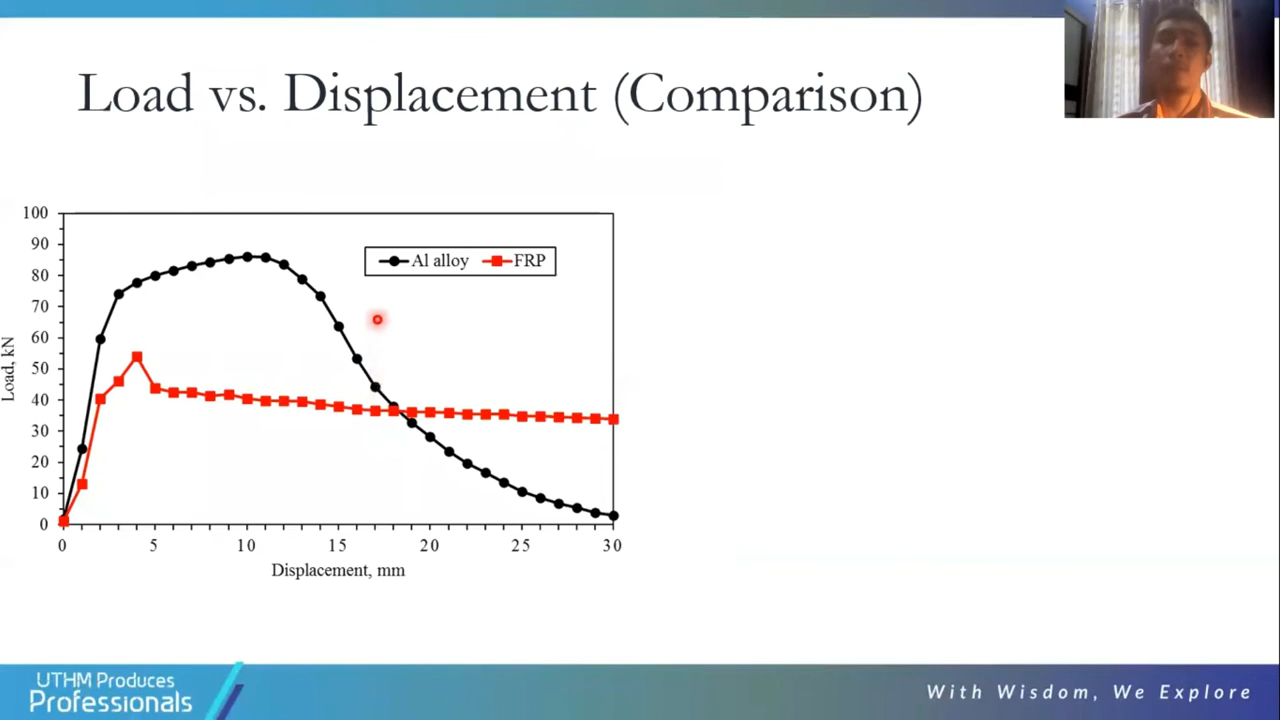 Load vs. Displacement (Comparison)
100
90
80
70
60
50
40
30
20
10
0
Load, kN
Al alloy FRP
0 5 10 15 20 25 30
Displacement, mm
UTHM Produces
Professionals
With Wisdom, We Explore